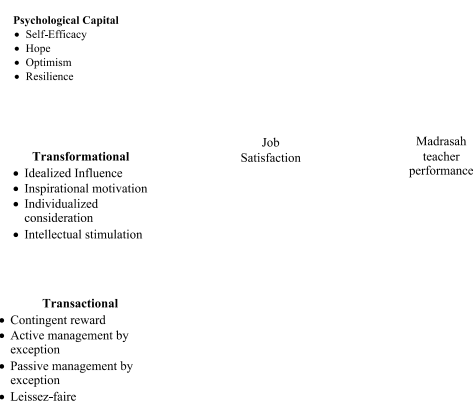 Psychological Capital
• Self-Efficacy
• Hope
• Optimism
• Resilience
Transformational
• Idealized Influence
• Inspirational motivation
• Individualized
consideration
• Intellectual stimulation
Transactional
• Contingent reward
• Active management by
exception
• Passive management by
exception
• Leissez-faire
Job
Satisfaction
Madrasah
teacher
performance